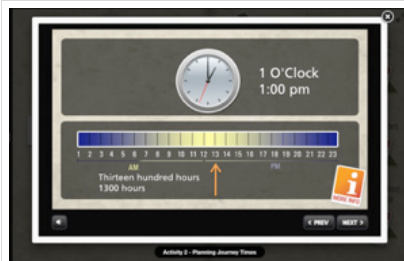 1 O'Clock
1:00 pm
1 2 3 4 5 6 7 8 9 10 11 12 13 14 15 16 17 18 19 20 21 22 23
AM PM
Thirteen hundred hours
1300 hours
MORE INFO
< PREV NEXT >
Activity 2 - Planning Journey Times